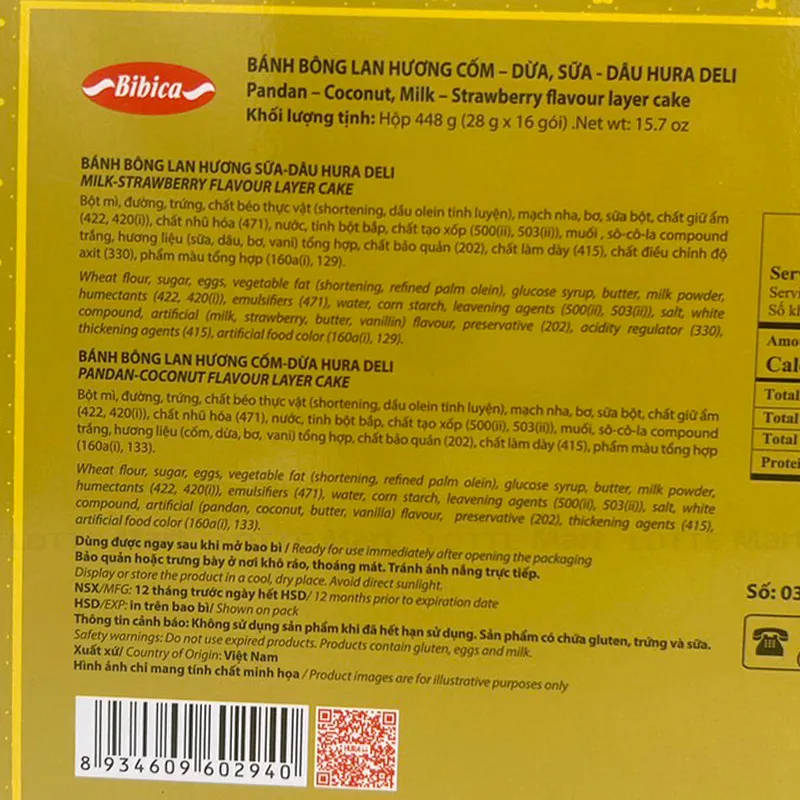 Bibica
BÁNH BÔNG LAN HƯƠNG CỐM – DỪA, SỮA - DÂU HURA DELI
Pandan – Coconut, Milk – Strawberry flavour layer cake
Khối lượng tịnh: Hộp 448 g (28 g x 16 gói) .Net wt: 15.7 oz
BÁNH BÔNG LAN HƯƠNG SỮA-DÂU HURA DELI
MILK-STRAWBERRY FLAVOUR LAYER CAKE
Bột mì, đường, trứng, chất béo thực vật (shortening, dầu olein tinh luyện), mạch nha, bơ, sữa bột, chất giữ ẩm
(422, 420(i)), chất nhũ hóa (471), nước, tinh bột bắp, chất tạo xốp (500(ii), 503(ii)), muối , sô-cô-la compound
trắng, hương liệu (sữa, dâu, bơ, vani) tổng hợp, chất bảo quản (202), chất làm dày (415), chất điều chỉnh độ
axit (330), phẩm màu tổng hợp (160a(i), 129).
Wheat flour, sugar, eggs, vegetable fat (shortening, refined palm olein), glucose syrup, butter, milk powder,
humectants (422, 420(i)), emulsifiers (471), water, corn starch, leavening agents (500(ii), 503(ii)), salt, white
compound, artificial (milk, strawberry, butter, vanillin) flavour, preservative (202), acidity regulator (330),
thickening agents (415), artificial food color (160a(i), 129).
BÁNH BÔNG LAN HƯƠNG CỐM-DỪA HURA DELI
PANDAN-COCONUT FLAVOUR LAYER CAKE
Bột mì, đường, trứng, chất béo thực vật (shortening, dầu olein tinh luyện), mạch nha, bơ, sữa bột, chất giữ ẩm
(422, 420(i)), chất nhũ hóa (471), nước, tinh bột bắp, chất tạo xốp (500(ii), 503(ii)), muối, sô-cô-la compound
trắng, hương liệu (cốm, dừa, bơ, vani) tổng hợp, chất bảo quản (202), chất làm dày (415), phẩm màu tổng hợp
(160a(i), 133).
Wheat flour, sugar, eggs, vegetable fat (shortening, refined palm olein), glucose syrup, butter, milk powder,
humectants (422, 420(i)), emulsifiers (471), water, corn starch, leavening agents (500(ii), 503(ii)), salt, white
compound, artificial (pandan, coconut, butter, vanilla) flavour, preservative (202), thickening agents (415),
artificial food color (160a(i), 133).
Dùng được ngay sau khi mở bao bì / Ready for use immediately after opening the packaging
Bảo quản hoặc trưng bày ở nơi khô ráo, thoáng mát. Tránh ánh nắng trực tiếp.
Display or store the product in a cool, dry place. Avoid direct sunlight.
NSX/MFG: 12 tháng trước ngày hết HSD/ 12 months prior to expiration date
HSD/EXP: in trên bao bì/ Shown on pack
Thông tin cảnh báo: Không sử dụng sản phẩm khi đã hết hạn sử dụng. Sản phẩm có chứa gluten, trứng và sữa.
Safety warnings: Do not use expired products. Products contain gluten, eggs and milk.
Xuất xứ/ Country of Origin: Việt Nam
Hình ảnh chỉ mang tính chất minh họa / Product images are for illustrative purposes only
8 934609 602940
Số: 03
Total
Total
Total